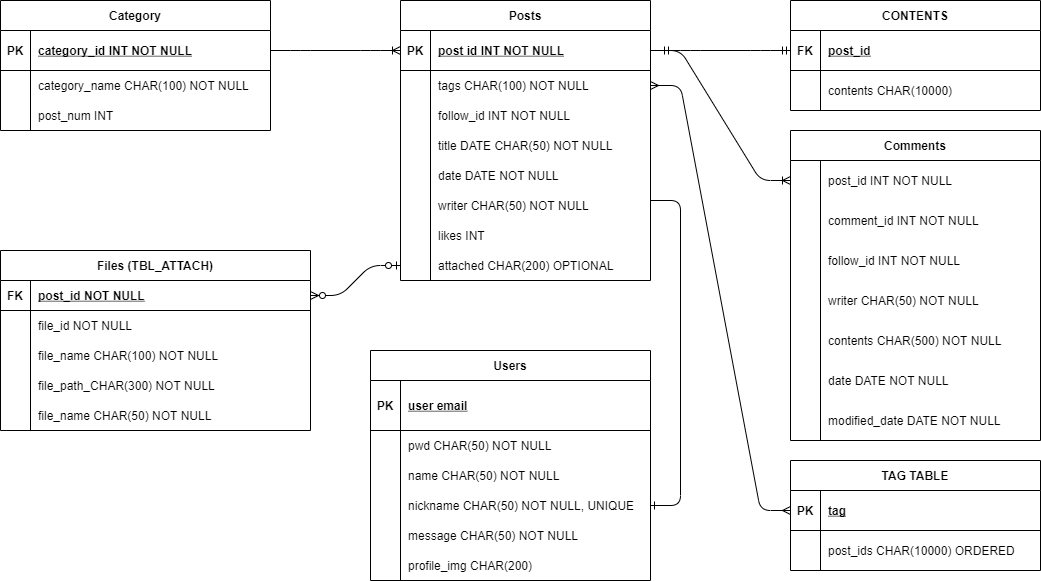 Category
PK category_id INT NOT NULL
category_name CHAR(100) NOT NULL
post_num INT
Posts
PK post id INT NOT NULL
tags CHAR(100) NOT NULL
follow_id INT NOT NULL
title DATE CHAR(50) NOT NULL
date DATE NOT NULL
writer CHAR(50) NOT NULL
likes INT
attached CHAR(200) OPTIONAL
CONTENTS
FK post_id
contents CHAR(10000)
Comments
post_id INT NOT NULL
comment_id INT NOT NULL
follow_id INT NOT NULL
writer CHAR(50) NOT NULL
contents CHAR(500) NOT NULL
date DATE NOT NULL
modified_date DATE NOT NULL
Files (TBL_ATTACH)
FK post_id NOT NULL
file_id NOT NULL
file_name CHAR(100) NOT NULL
file_path_CHAR(300) NOT NULL
file_name CHAR(50) NOT NULL
Users
PK user email
pwd CHAR(50) NOT NULL
name CHAR(50) NOT NULL
nickname CHAR(50) NOT NULL, UNIQUE
message CHAR(50) NOT NULL
profile_img CHAR(200)
TAG TABLE
PK tag
post_ids CHAR(10000) ORDERED